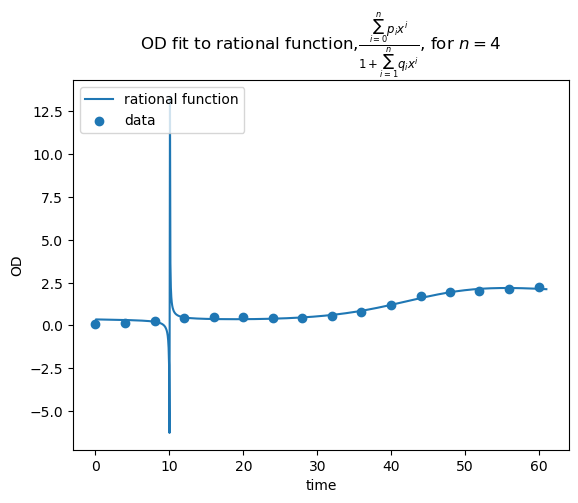 OD fit to rational function, $\frac{\sum_{i=0}^{n} p_i x^i}{1+\sum_{i=1}^{n} q_i x^i}$, for $n = 4$
rational function
data
12.5
10.0
7.5
5.0
2.5
0.0
−2.5
−5.0
OD
0 10 20 30 40 50 60
time